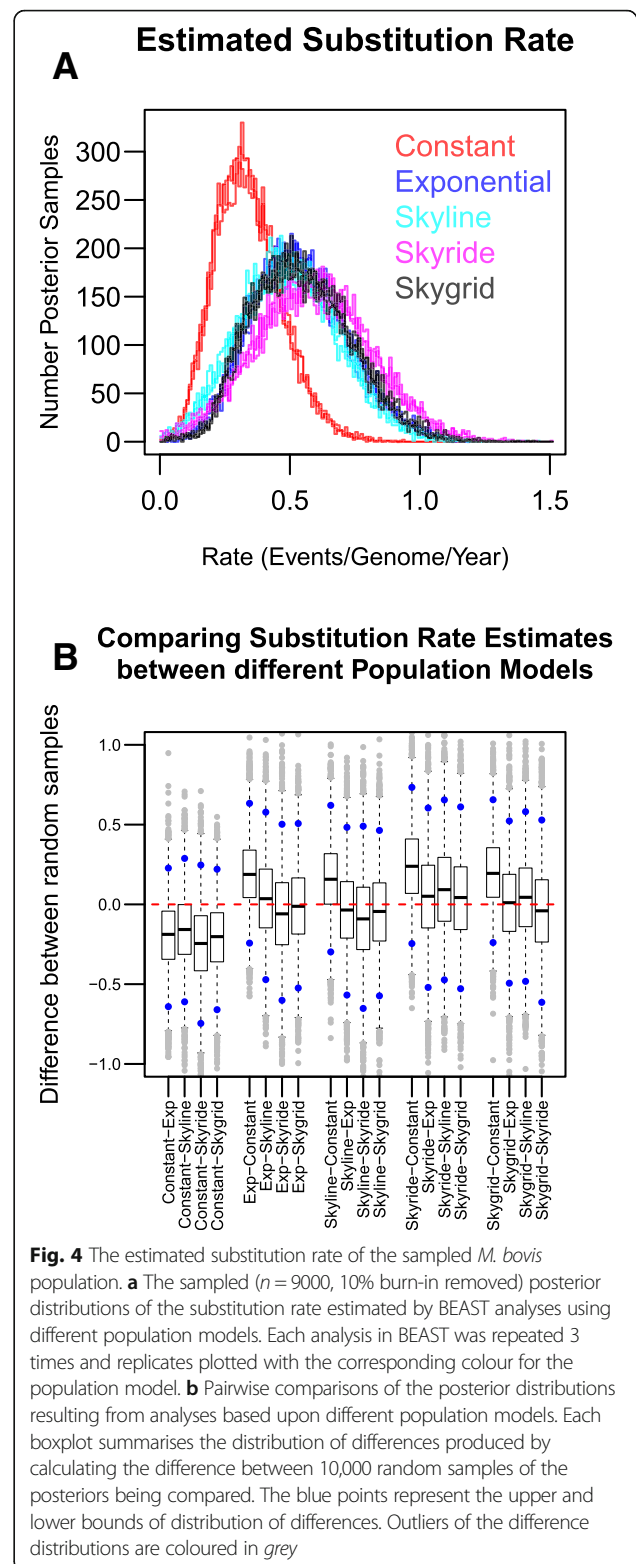 Estimated Substitution Rate
A
Number Posterior Samples
300
250
200
150
100
50
0
Constant
Exponential
Skyline
Skyride
Skygrid
0.0 0.5 1.0 1.5
Rate (Events/Genome/Year)
B
Comparing Substitution Rate Estimates
between different Population Models
Difference between random samples
1.0
0.5
0.0
−0.5
−1.0
Constant−Exp
Constant−Skyline
Constant−Skyride
Constant−Skygrid
Exp−Constant
Exp−Skyline
Exp−Skyride
Exp−Skygrid
Skyline−Constant
Skyline−Exp
Skyline−Skyride
Skyline−Skygrid
Skyride−Constant
Skyride−Exp
Skyride−Skyline
Skyride−Skygrid
Skygrid−Constant
Skygrid−Exp
Skygrid−Skyline
Skygrid−Skyride
Fig. 4 The estimated substitution rate of the sampled M. bovis
population. a The sampled (n = 9000, 10% burn-in removed) posterior
distributions of the substitution rate estimated by BEAST analyses using
different population models. Each analysis in BEAST was repeated 3
times and replicates plotted with the corresponding colour for the
population model. b Pairwise comparisons of the posterior distributions
resulting from analyses based upon different population models. Each
boxplot summarises the distribution of differences produced by
calculating the difference between 10,000 random samples of the
posteriors being compared. The blue points represent the upper and
lower bounds of distribution of differences. Outliers of the difference
distributions are coloured in grey